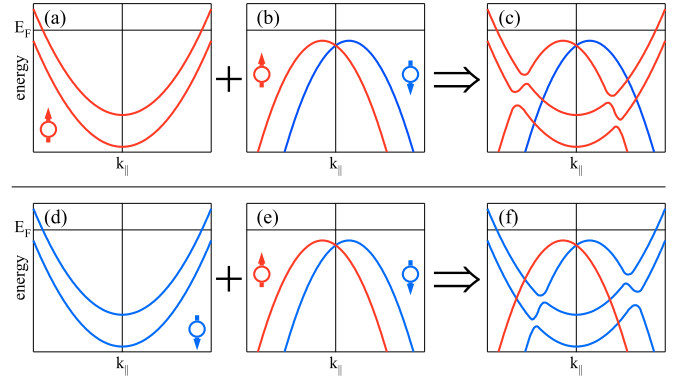 (a)
(b)
(c)
E_F
energy
k_||
k_||
k_||
(d)
(e)
(f)
E_F
energy
k_||
k_||
k_||